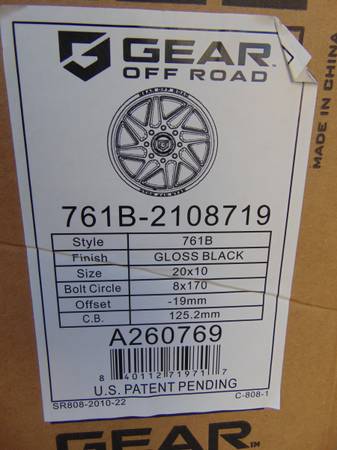 GEAR
OFF ROAD
MADE IN CHINA
761B-2108719
Style 761B
Finish GLOSS BLACK
Size 20x10
Bolt Circle 8x170
Offset -19mm
C.B. 125.2mm
A260769
8 40112 71971 7
U.S. PATENT PENDING
SR808-2010-22 C-808-1
GEAR™